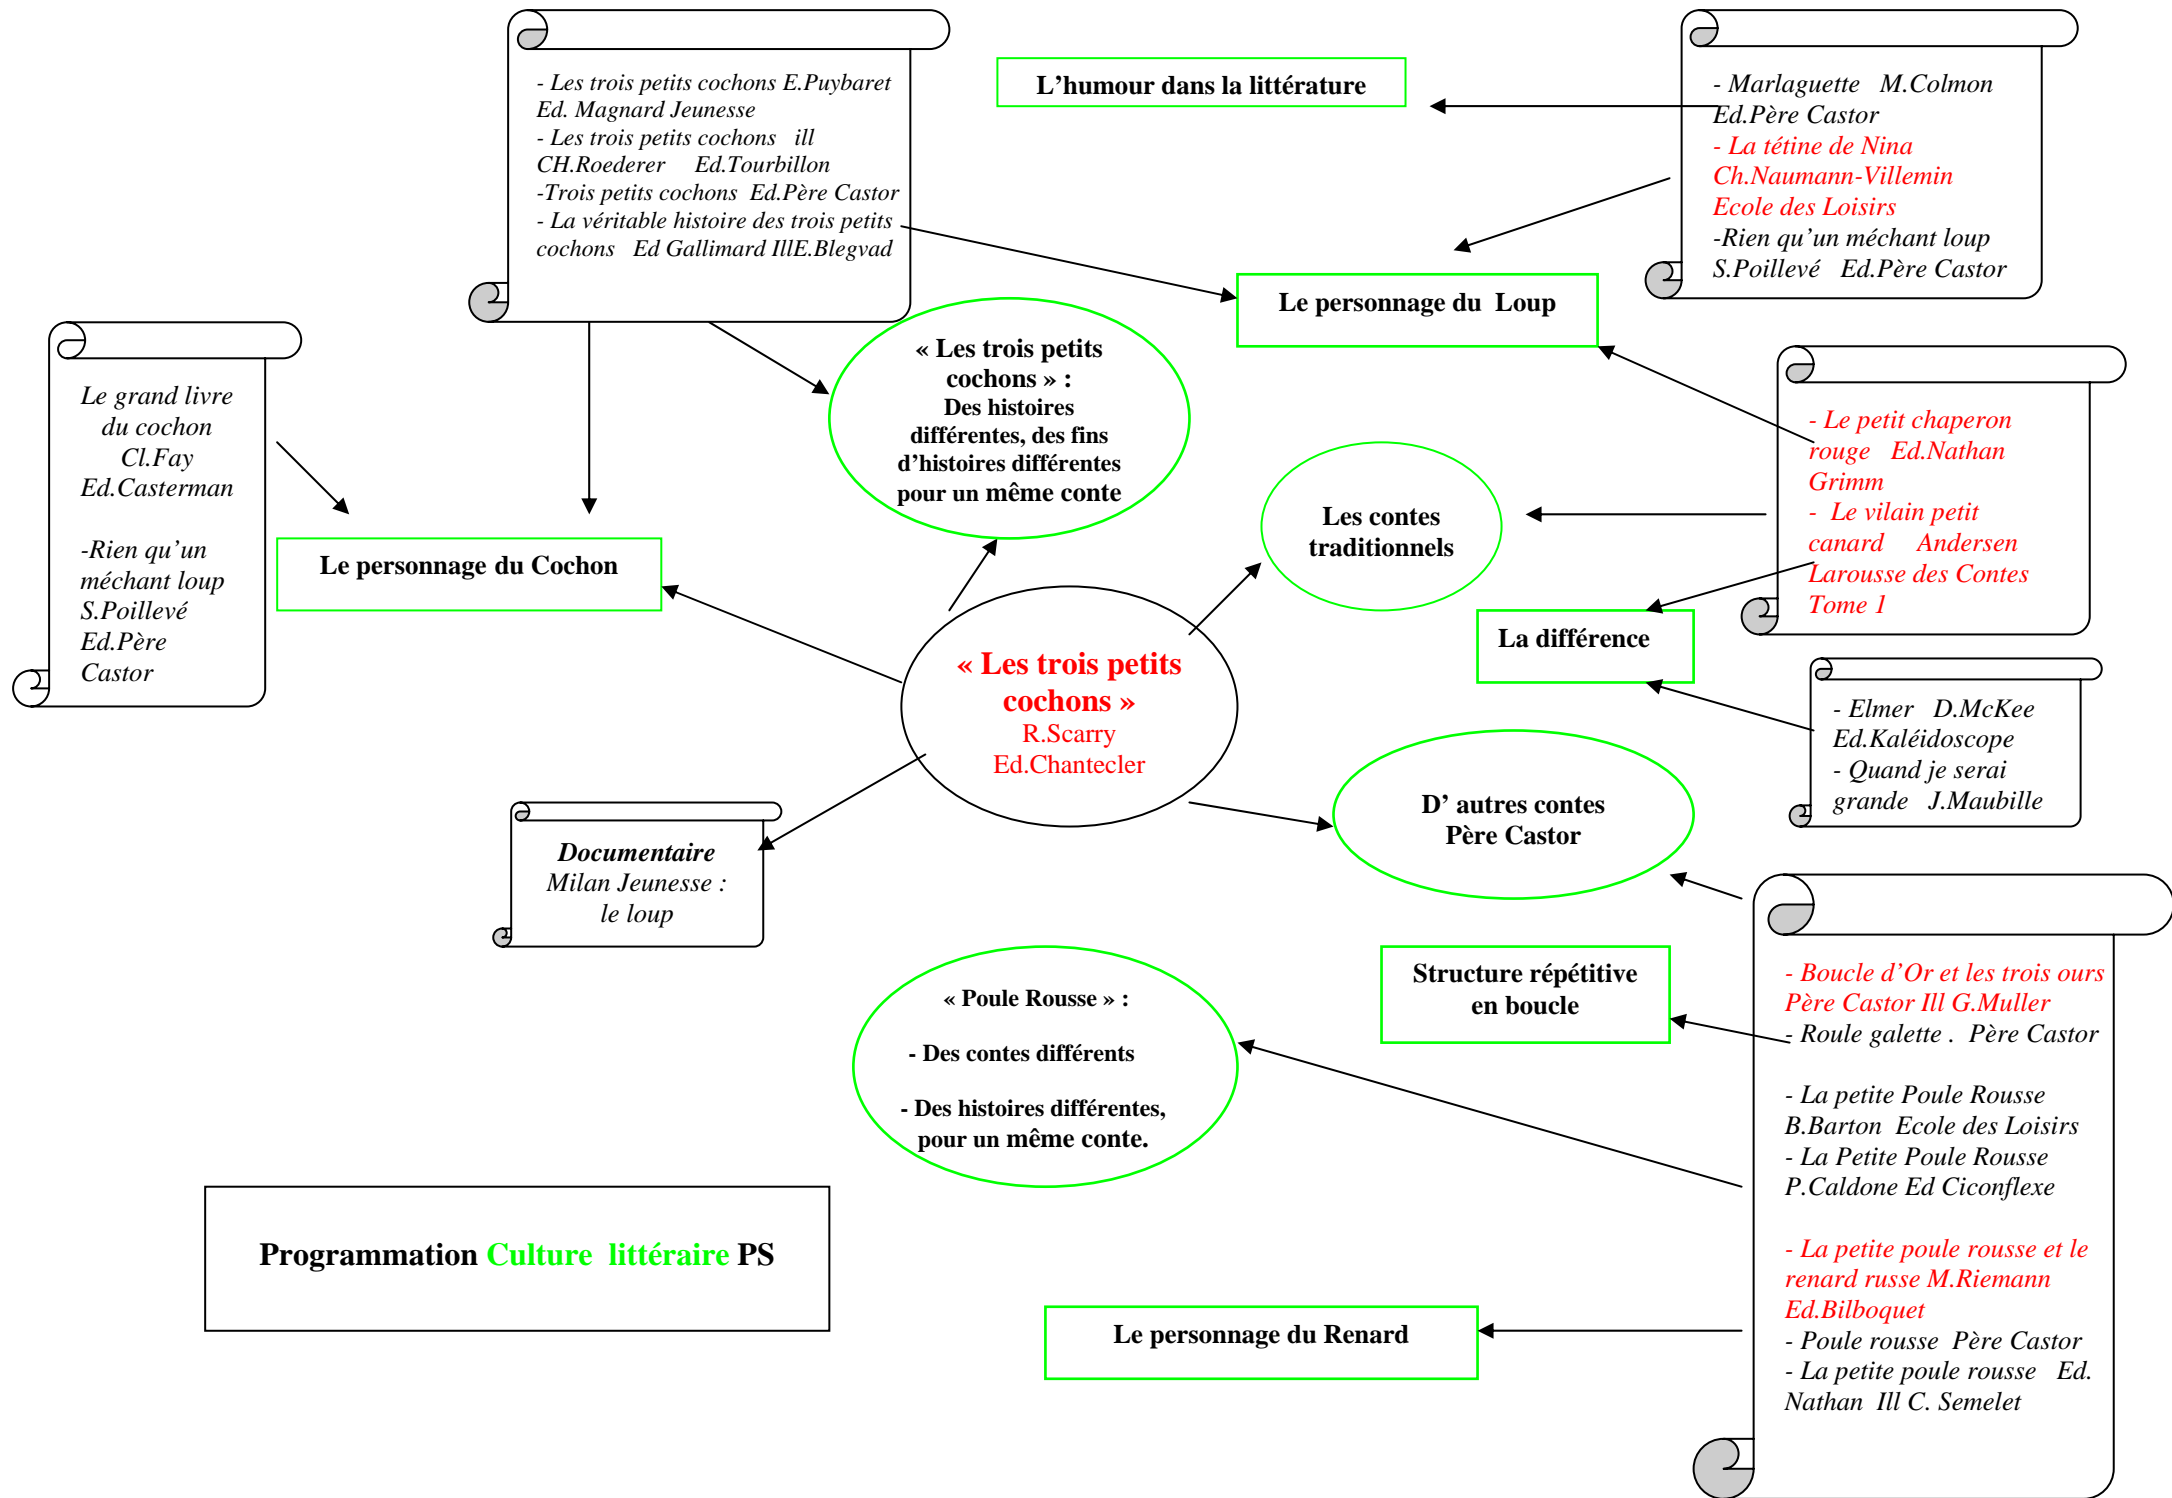 - Les trois petits cochons E.Puybaret
Ed. Magnard Jeunesse
- Les trois petits cochons ill
CH.Roederer Ed.Tourbillon
-Trois petits cochons Ed.Père Castor
- La véritable histoire des trois petits
cochons Ed Gallimard IllE.Blegvad
L'humour dans la littérature
- Marlaguette M.Colmon
Ed.Père Castor
- La tétine de Nina
Ch.Naumann-Villemin
Ecole des Loisirs
-Rien qu'un méchant loup
S.Poillevé Ed.Père Castor
Le personnage du Loup
Le grand livre
du cochon
Cl.Fay
Ed.Casterman
-Rien qu'un
méchant loup
S.Poillevé
Ed.Père
Castor
« Les trois petits
cochons » :
Des histoires
différentes, des fins
d'histoires différentes
pour un même conte
- Le petit chaperon
rouge Ed.Nathan
Grimm
- Le vilain petit
canard Andersen
Larousse des Contes
Tome 1
Les contes
traditionnels
Le personnage du Cochon
La différence
« Les trois petits
cochons »
R.Scarry
Ed.Chantecler
- Elmer D.McKee
Ed.Kaléidoscope
- Quand je serai
grande J.Maubille
D' autres contes
Père Castor
Documentaire
Milan Jeunesse :
le loup
Structure répétitive
en boucle
« Poule Rousse » :
- Des contes différents
- Des histoires différentes,
pour un même conte.
- Boucle d'Or et les trois ours
Père Castor Ill G.Muller
- Roule galette . Père Castor
- La petite Poule Rousse
B.Barton Ecole des Loisirs
- La Petite Poule Rousse
P.Caldone Ed Ciconflexe
- La petite poule rousse et le
renard russe M.Riemann
Ed.Bilboquet
- Poule rousse Père Castor
- La petite poule rousse Ed.
Nathan Ill C. Semelet
Programmation Culture littéraire PS
Le personnage du Renard